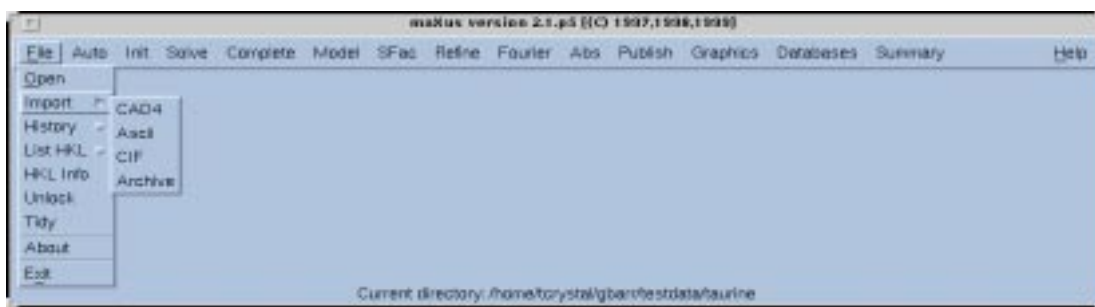 maXus version 2.1.p5 ((C) 1997,1998,1999)
File Auto Init Solve Complete Model SFac Refine Fourier Abs Publish Graphics Databases Summary Help
Open
Import
CAD4
History
Ascii
List HKL
CIF
HKL Info
Archive
Unlock
Tidy
About
Exit
Current directory: /home/tcrystal/gbarr/testdata/taurine